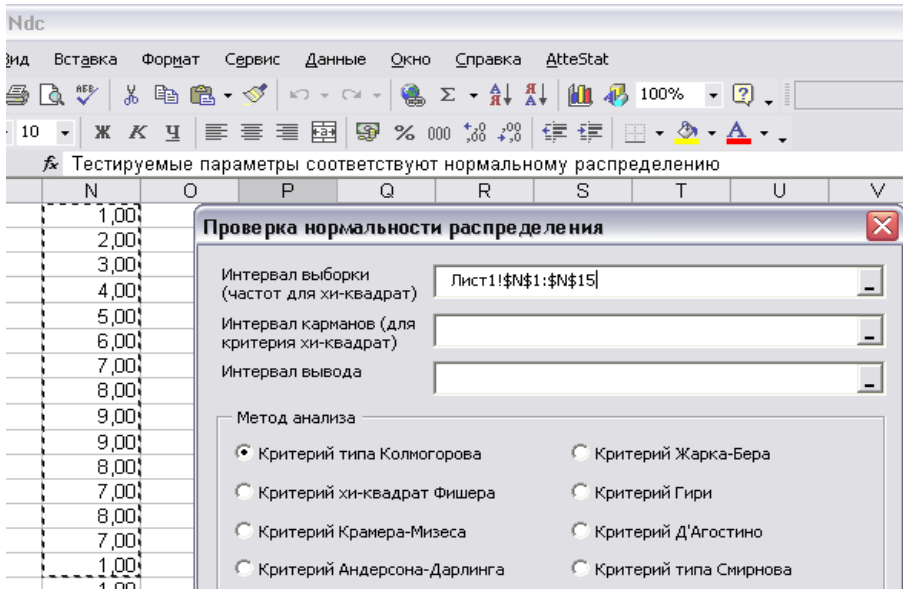 Ndc
Вид Вставка Формат Сервис Данные Окно Справка AtteStat
100%
10 Ж К Ч % 000
fx Тестируемые параметры соответствуют нормальному распределению
N O P Q R S T U V
1,00
2,00
3,00
4,00
5,00
6,00
7,00
8,00
9,00
9,00
8,00
7,00
8,00
7,00
1,00
1,00
Проверка нормальности распределения
Интервал выборки
(частот для хи-квадрат)
Лист1!$N$1:$N$15
Интервал карманов (для
критерия хи-квадрат)
Интервал вывода
Метод анализа
Критерий типа Колмогорова Критерий Жарка-Бера
Критерий хи-квадрат Фишера Критерий Гири
Критерий Крамера-Мизеса Критерий Д'Агостино
Критерий Андерсона-Дарлинга Критерий типа Смирнова